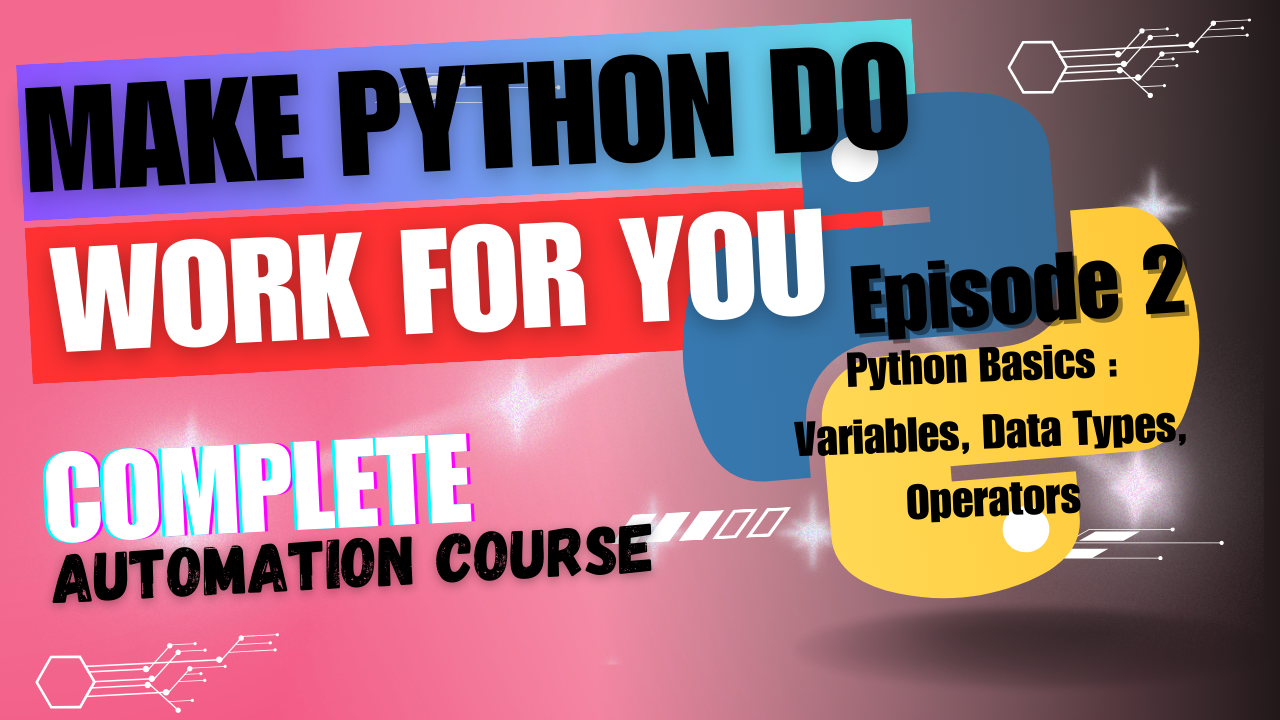 MAKE PYTHON DO
WORK FOR YOU
Episode 2
Python Basics :
Variables, Data Types,
Operators
COMPLETE
AUTOMATION COURSE